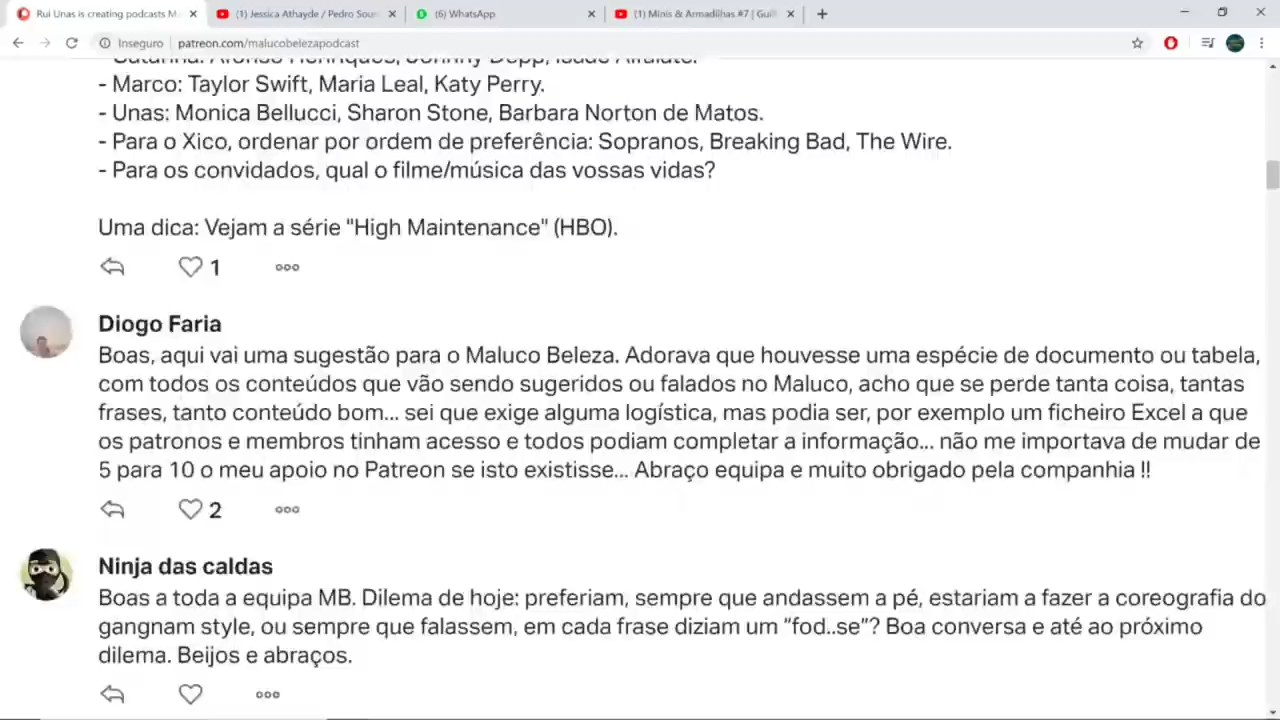 Rui Unas is creating podcasts M
(1) Jessica Athayde / Pedro Sou
(6) WhatsApp
(1) Minis & Armadilhas #7 | Guil
Inseguro
patreon.com/malucobelezapodcast
- Catarina: Afonso Henriques, Johnny Depp, Isaac Alfaiate.
- Marco: Taylor Swift, Maria Leal, Katy Perry.
- Unas: Monica Bellucci, Sharon Stone, Barbara Norton de Matos.
- Para o Xico, ordenar por ordem de preferência: Sopranos, Breaking Bad, The Wire.
- Para os convidados, qual o filme/música das vossas vidas?
Uma dica: Vejam a série "High Maintenance" (HBO).
1
Diogo Faria
Boas, aqui vai uma sugestão para o Maluco Beleza. Adorava que houvesse uma espécie de documento ou tabela,
com todos os conteúdos que vão sendo sugeridos ou falados no Maluco, acho que se perde tanta coisa, tantas
frases, tanto conteúdo bom... sei que exige alguma logística, mas podia ser, por exemplo um ficheiro Excel a que
os patronos e membros tinham acesso e todos podiam completar a informação... não me importava de mudar de
5 para 10 o meu apoio no Patreon se isto existisse... Abraço equipa e muito obrigado pela companhia !!
2
Ninja das caldas
Boas a toda a equipa MB. Dilema de hoje: preferiam, sempre que andassem a pé, estariam a fazer a coreografia do
gangnam style, ou sempre que falassem, em cada frase diziam um “fod..se”? Boa conversa e até ao próximo
dilema. Beijos e abraços.